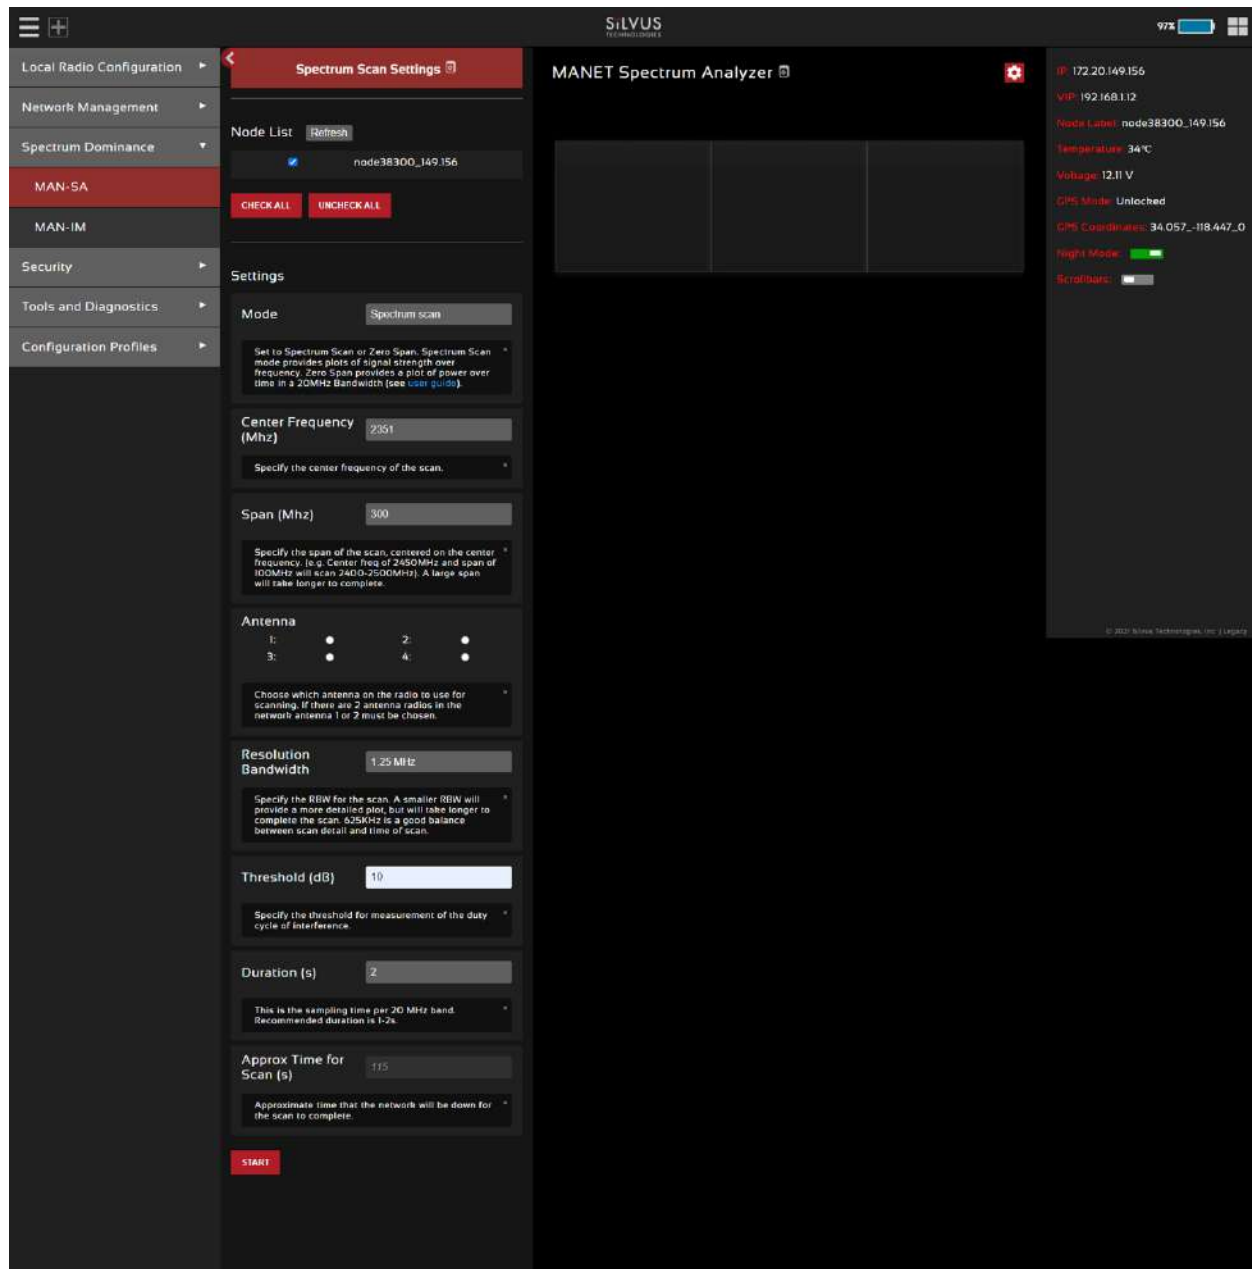 SiLVUS
TECHNOLOGIES
97%
Local Radio Configuration
Network Management
Spectrum Dominance
MAN-SA
MAN-IM
Security
Tools and Diagnostics
Configuration Profiles
Spectrum Scan Settings
Node List Refresh
node38300_149.156
CHECK ALL UNCHECK ALL
Settings
Mode Spectrum scan
Set to Spectrum Scan or Zero Span. Spectrum Scan
mode provides plots of signal strength over
frequency. Zero Span provides a plot of power over
time in a 20MHz Bandwidth (see user guide).
Center Frequency
(Mhz) 2351
Specify the center frequency of the scan.
Span (Mhz) 300
Specify the span of the scan, centered on the center
frequency. (e.g. Center freq of 2450MHz and span of
100MHz will scan 2400-2500MHz). A large span
will take longer to complete.
Antenna
1: 2:
3: 4:
Choose which antenna on the radio to use for
scanning. If there are 2 antenna radios in the
network antenna 1 or 2 must be chosen.
Resolution
Bandwidth 1.25 MHz
Specify the RBW for the scan. A smaller RBW will
provide a more detailed plot, but will take longer to
complete the scan. 625KHz is a good balance
between scan detail and time of scan.
Threshold (dB) 10
Specify the threshold for measurement of the duty
cycle of interference.
Duration (s) 2
This is the sampling time per 20 MHz band.
Recommended duration is 1-2s.
Approx Time for
Scan (s) 115
Approximate time that the network will be down for
the scan to complete.
START
MANET Spectrum Analyzer
IP: 172.20.149.156
VIP: 192.168.1.12
Node Label: node38300_149.156
Temperature: 34°C
Voltage: 12.11 V
GPS Mode: Unlocked
GPS Coordinates: 34.057_-118.447_0
Night Mode:
Scrollbars:
© 2021 Silvus Technologies, Inc. | Legacy